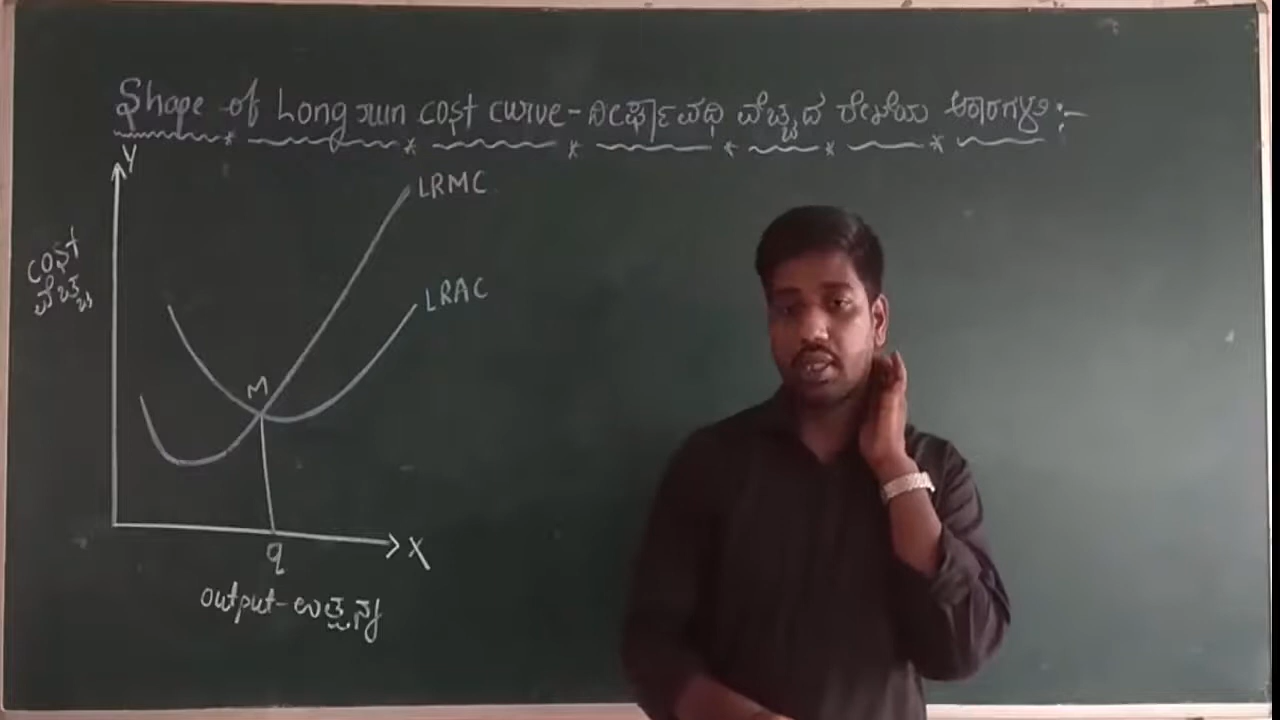 Shape of Long run cost curve - ದೀರ್ಘಾವಧಿ ವೆಚ್ಚದ ರೇಖೆಯ ಆಕಾರಗಳು :-
Y
LRMC
cost
ವೆಚ್ಚ
LRAC
M
X
q
output - ಉತ್ಪನ್ನ